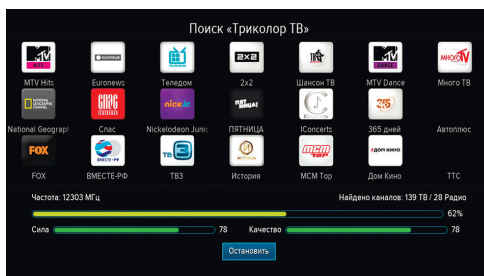 Поиск «Триколор ТВ»
MTV Hits Euronews Теледом 2x2 Шансон ТВ MTV Dance Много ТВ
National Geograpl Спас Nickelodeon Junic ПЯТНИЦА IConcerts 365 дней Автоплюс
FOX ВМЕСТЕ-РФ ТВ3 История MCM Top Дом Кино ТТС
Частота: 12303 МГц Найдено каналов: 139 ТВ / 28 Радио
62%
Сила 78 Качество 78
Остановить